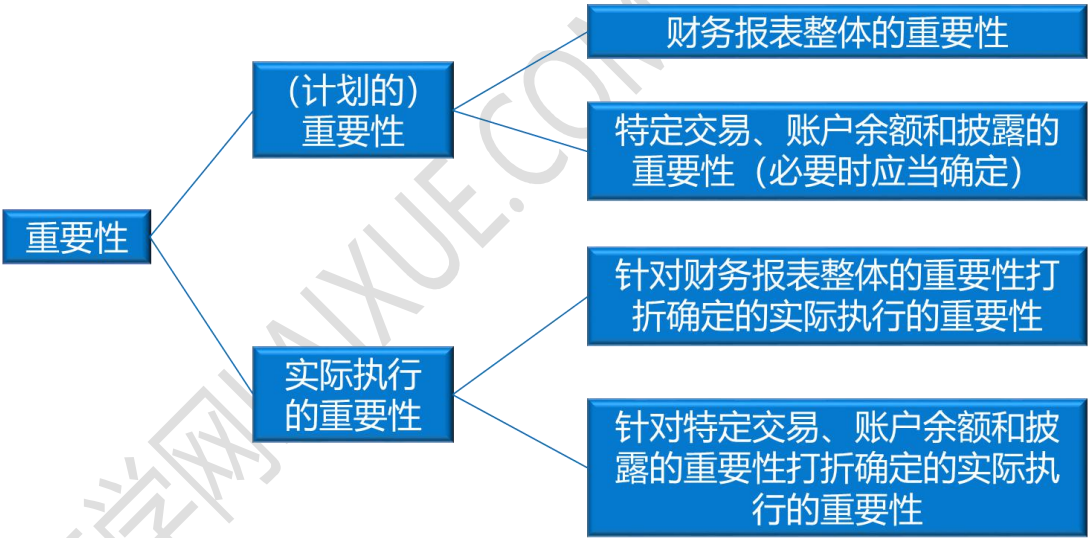 财务报表整体的重要性
（计划的）
重要性
特定交易、账户余额和披露的
重要性（必要时应当确定）
重要性
针对财务报表整体的重要性打
折确定的实际执行的重要性
实际执行
的重要性
针对特定交易、账户余额和披
露的重要性打折确定的实际执
行的重要性
学网 AIXUE.COM